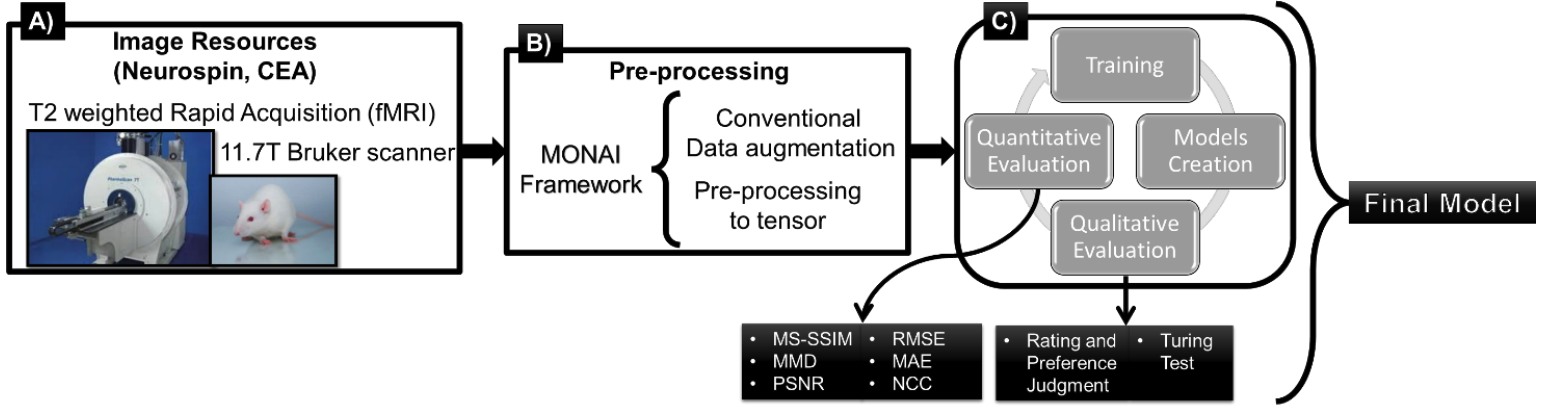 A)
Image Resources
(Neurospin, CEA)
T2 weighted Rapid Acquisition (fMRI)
11.7T Bruker scanner
B)
Pre-processing
MONAI
Framework
Conventional
Data augmentation
Pre-processing
to tensor
C)
Training
Quantitative
Evaluation
Models
Creation
Qualitative
Evaluation
• MS-SSIM • RMSE
• MMD • MAE
• PSNR • NCC
• Rating and
Preference
Judgment
• Turing
Test
Final Model